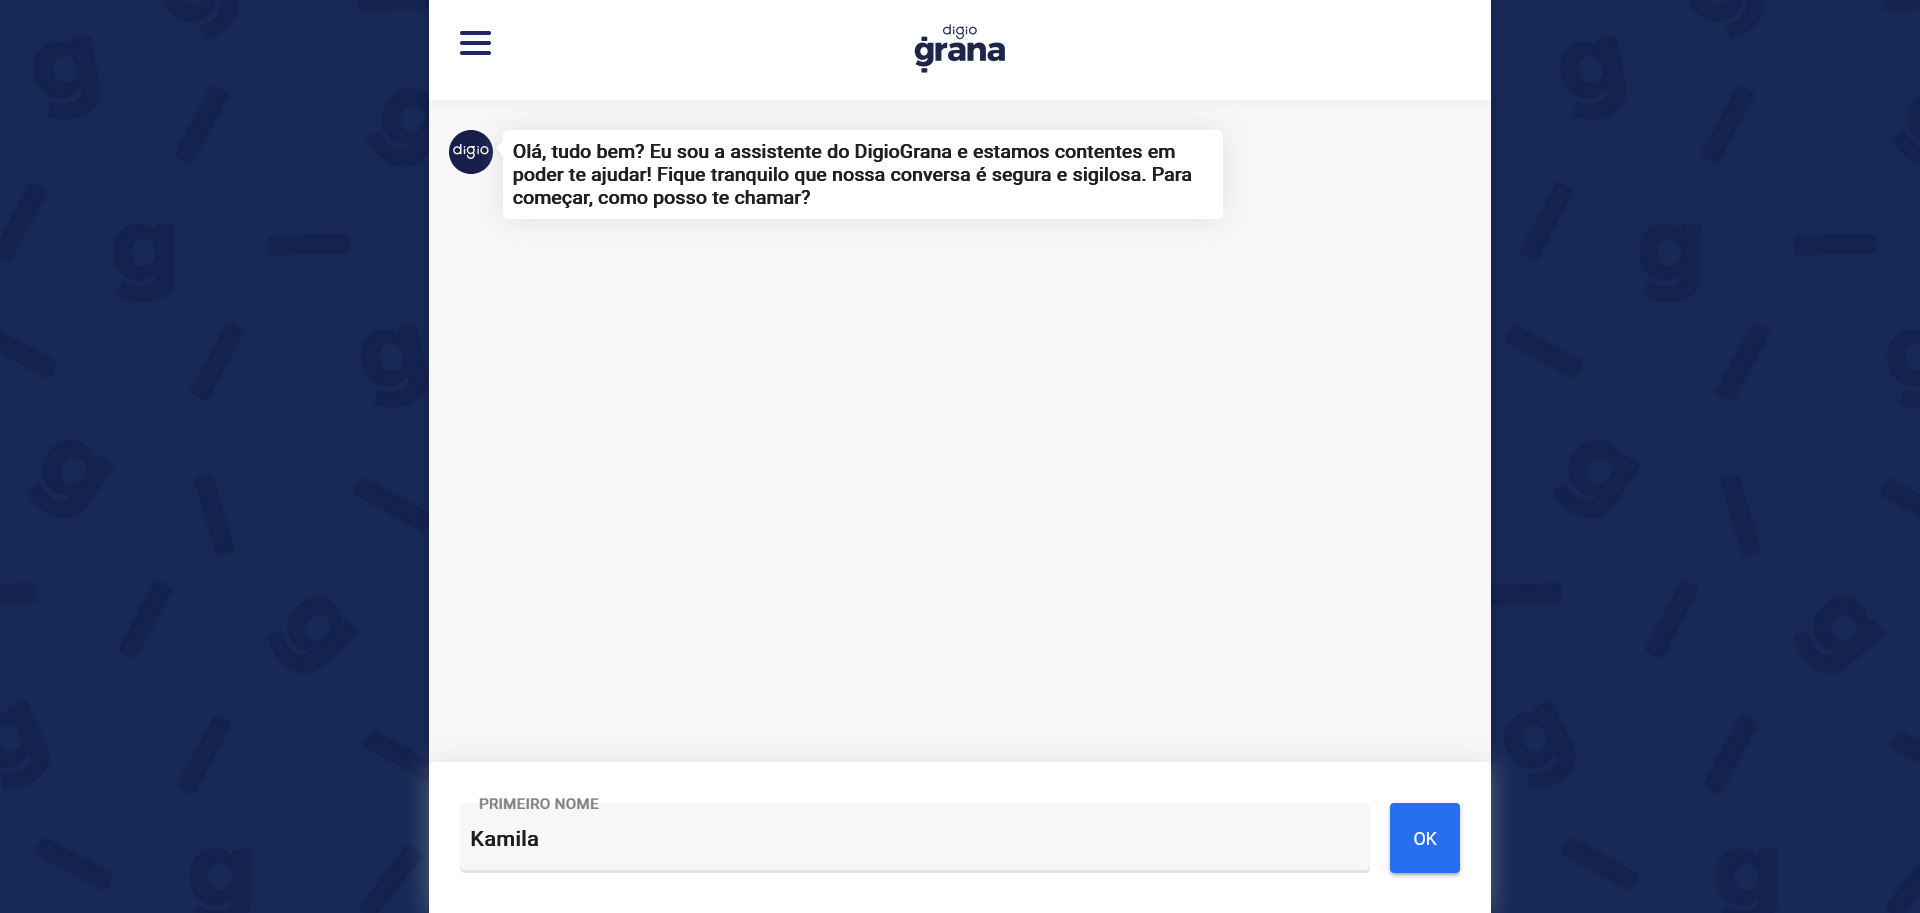 digio
grana
digio
Olá, tudo bem? Eu sou a assistente do DigioGrana e estamos contentes em
poder te ajudar! Fique tranquilo que nossa conversa é segura e sigilosa. Para
começar, como posso te chamar?
PRIMEIRO NOME
Kamila
OK